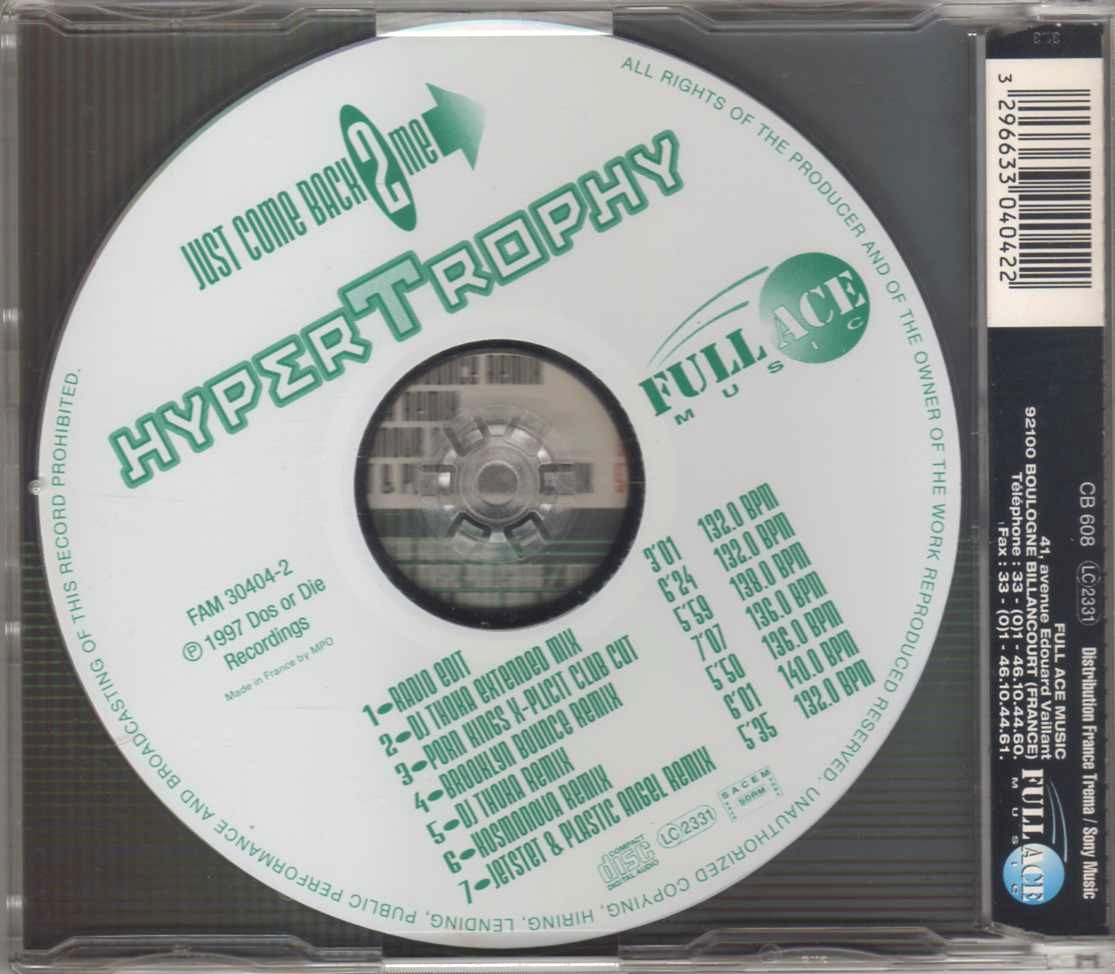 JUST COME BACK 2 ME
HYPERTROPHY
FULL ACE
MUSIC
FAM 30404-2
℗ 1997 Dos or Die
Recordings
Made in France by MPO
1 RADIO EDIT 3'01 132.0 BPM
2 DJ THOKA EXTENDED MIX 6'24 132.0 BPM
3 PORN KINGS X-PLICIT CLUB CUT 5'59 138.0 BPM
4 BROOKLYN BOUNCE REMIX 7'07 136.0 BPM
5 DJ THOKA REMIX 5'50 136.0 BPM
6 KOSMONOVA REMIX 6'01 140.0 BPM
7 JETSTET & PLASTIC ANGEL REMIX 5'35 132.0 BPM
COMPACT
disc
DIGITAL AUDIO
LC 2331
SACEM
SDRM
ALL RIGHTS OF THE PRODUCER AND OF THE OWNER OF THE WORK REPRODUCED RESERVED. UNAUTHORIZED COPYING, HIRING, LENDING, PUBLIC PERFORMANCE AND BROADCASTING OF THIS RECORD PROHIBITED.
3 296633 040422
CB 608 LC 2331 Distribution France Trema / Sony Music
FULL ACE MUSIC
41, avenue Edouard Vaillant
92100 BOULOGNE BILLANCOURT (FRANCE)
Téléphone : 33 - (0)1 - 46.10.44.60.
Fax : 33 - (0)1 - 46.10.44.61.
FULL ACE
MUSIC